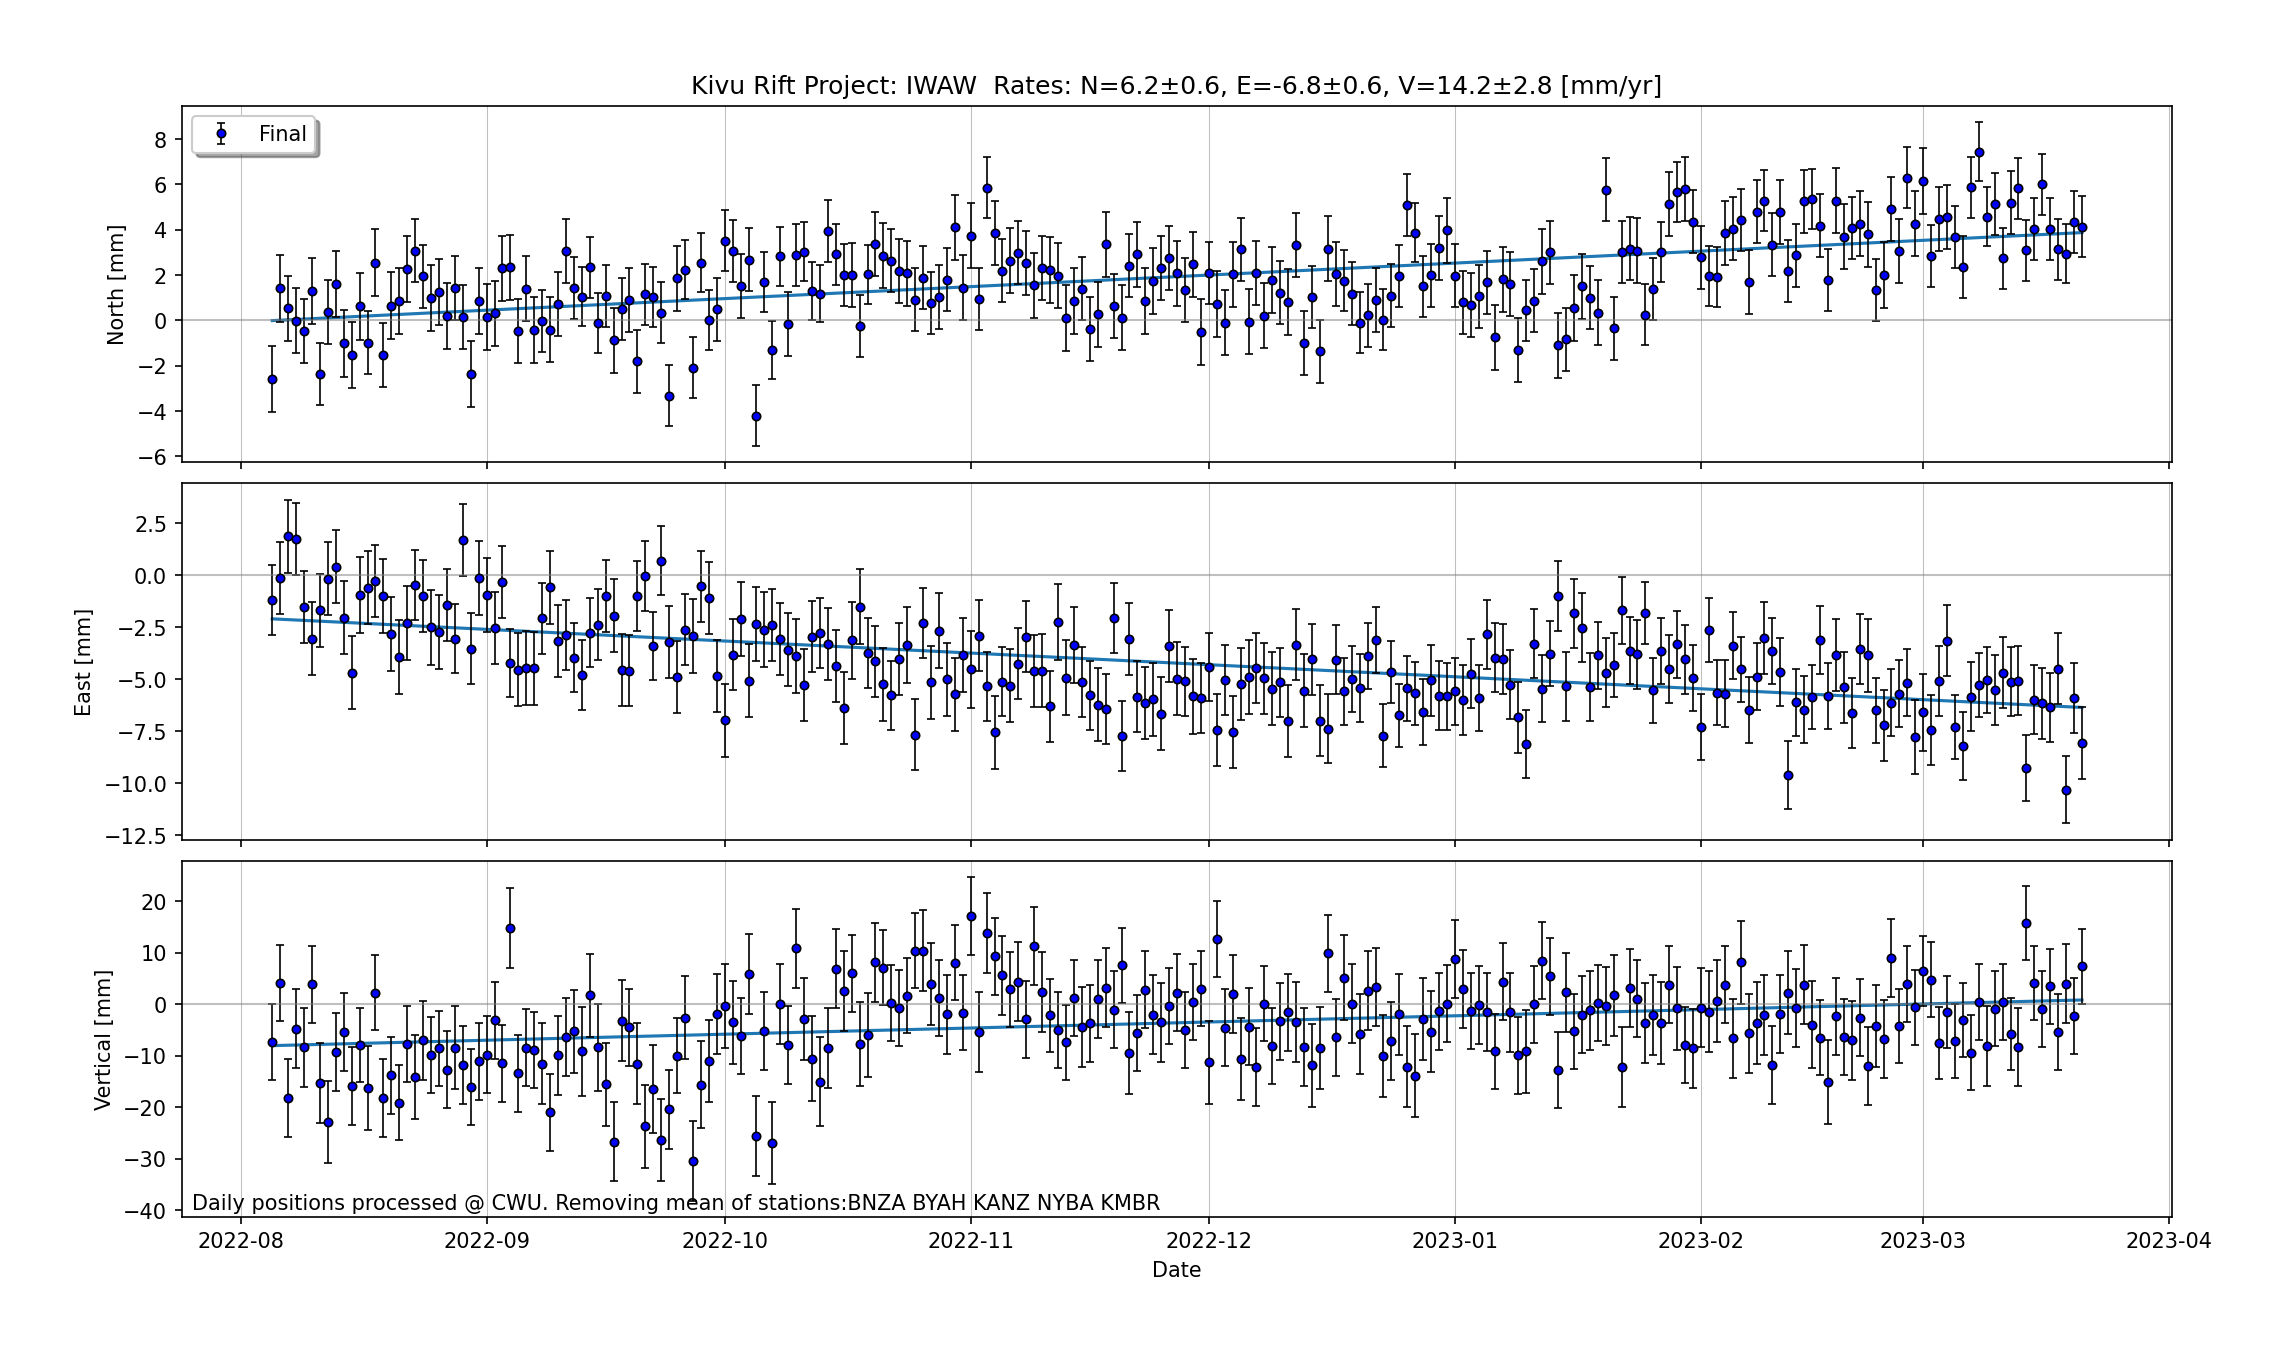 Kivu Rift Project: IWAW  Rates: N=6.2±0.6, E=-6.8±0.6, V=14.2±2.8 [mm/yr]
Final
North [mm]
8
6
4
2
0
−2
−4
−6
East [mm]
2.5
0.0
−2.5
−5.0
−7.5
−10.0
−12.5
Vertical [mm]
20
10
0
−10
−20
−30
−40
Daily positions processed @ CWU. Removing mean of stations:BNZA BYAH KANZ NYBA KMBR
2022-08 2022-09 2022-10 2022-11 2022-12 2023-01 2023-02 2023-03 2023-04
Date